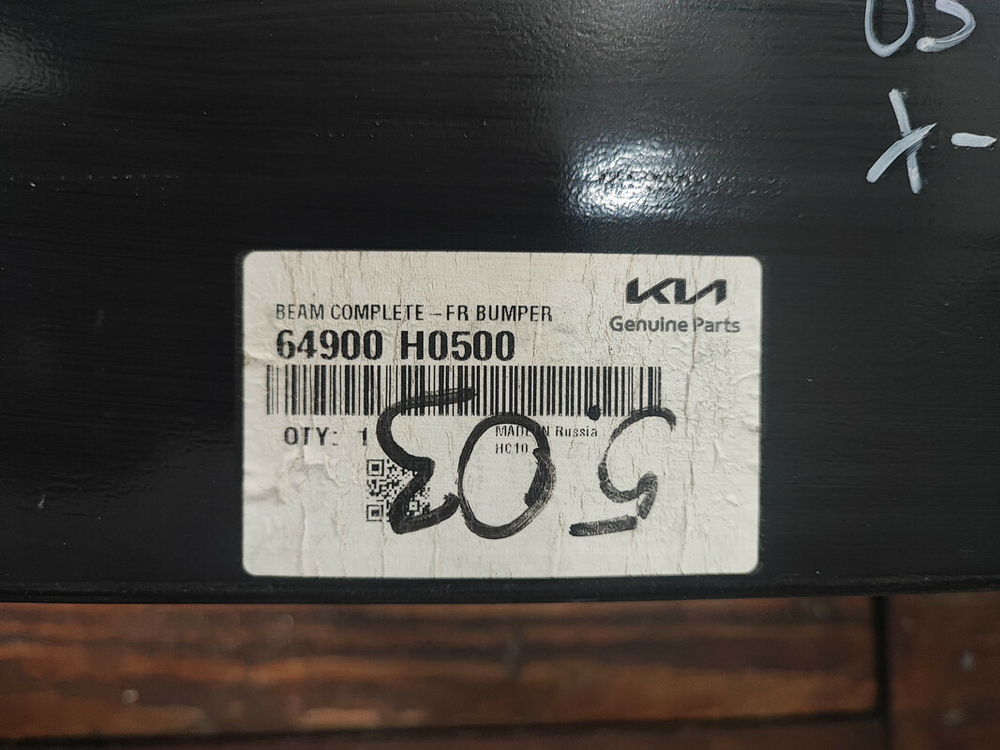 KIA
Genuine Parts
BEAM COMPLETE – FR BUMPER
64900 H0500
QTY: 1
MADE IN Russia
HC10
503